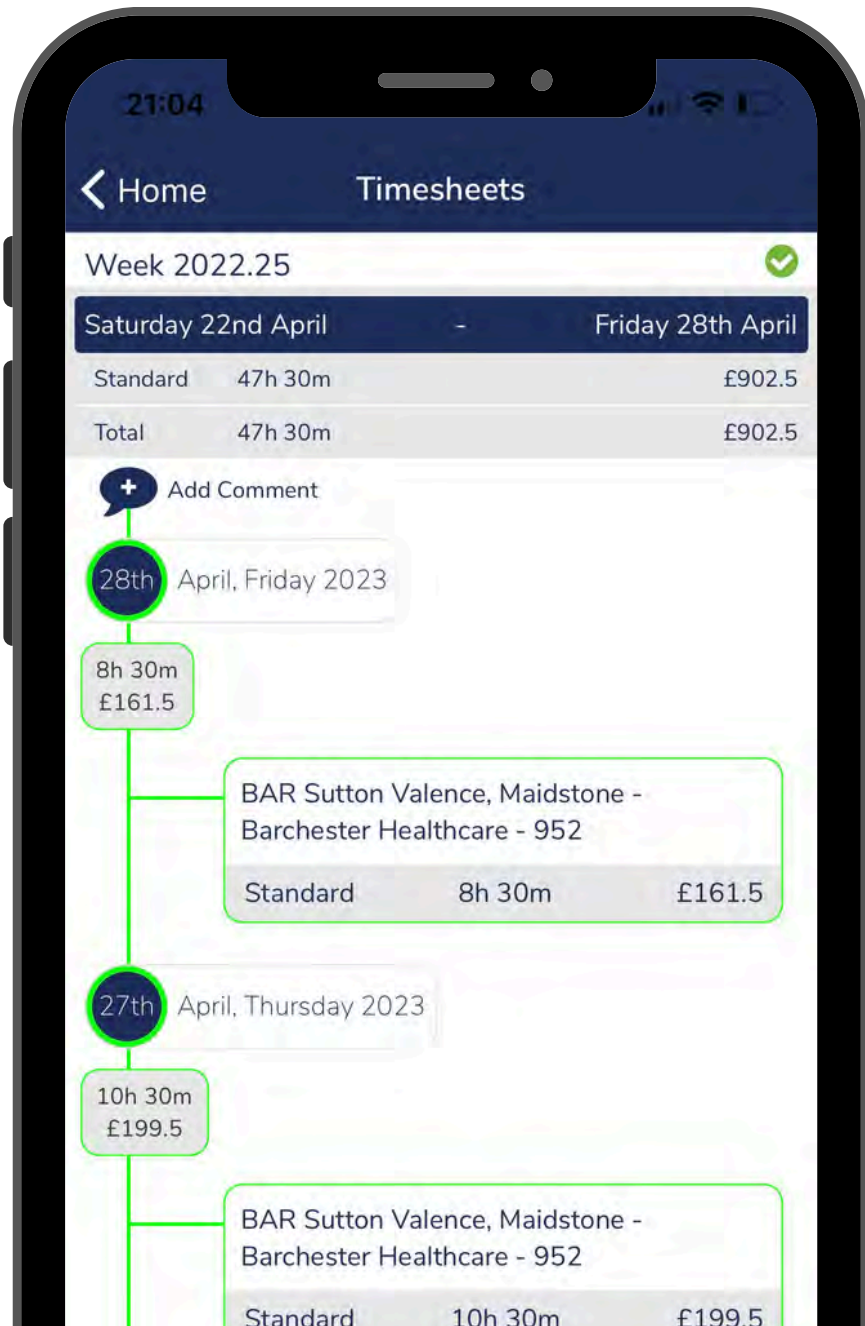 21:04
Home Timesheets
Week 2022.25
Saturday 22nd April - Friday 28th April
Standard 47h 30m £902.5
Total 47h 30m £902.5
+ Add Comment
28th April, Friday 2023
8h 30m
£161.5
BAR Sutton Valence, Maidstone -
Barchester Healthcare - 952
Standard 8h 30m £161.5
27th April, Thursday 2023
10h 30m
£199.5
BAR Sutton Valence, Maidstone -
Barchester Healthcare - 952
Standard 10h 30m £199.5